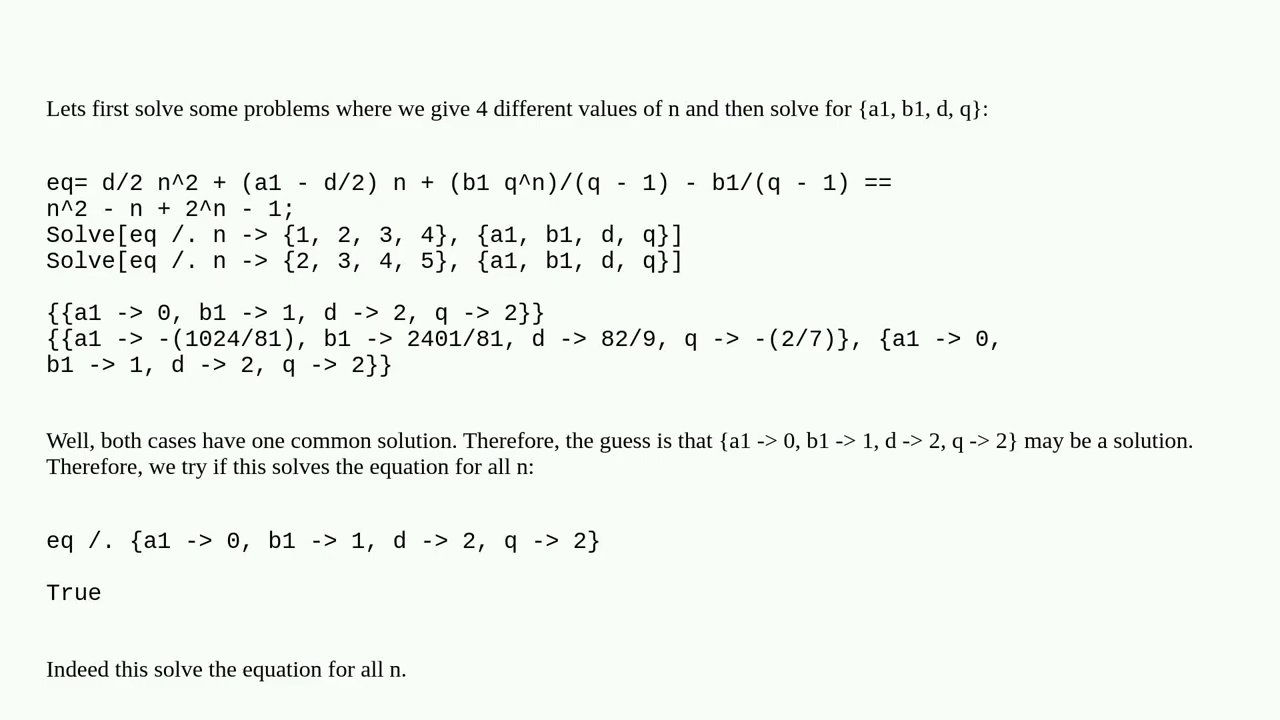 Lets first solve some problems where we give 4 different values of n and then solve for {a1, b1, d, q}:
eq= d/2 n^2 + (a1 - d/2) n + (b1 q^n)/(q - 1) - b1/(q - 1) ==
n^2 - n + 2^n - 1;
Solve[eq /. n -> {1, 2, 3, 4}, {a1, b1, d, q}]
Solve[eq /. n -> {2, 3, 4, 5}, {a1, b1, d, q}]
{{a1 -> 0, b1 -> 1, d -> 2, q -> 2}}
{{a1 -> -(1024/81), b1 -> 2401/81, d -> 82/9, q -> -(2/7)}, {a1 -> 0,
b1 -> 1, d -> 2, q -> 2}}
Well, both cases have one common solution. Therefore, the guess is that {a1 -> 0, b1 -> 1, d -> 2, q -> 2} may be a solution.
Therefore, we try if this solves the equation for all n:
eq /. {a1 -> 0, b1 -> 1, d -> 2, q -> 2}
True
Indeed this solve the equation for all n.